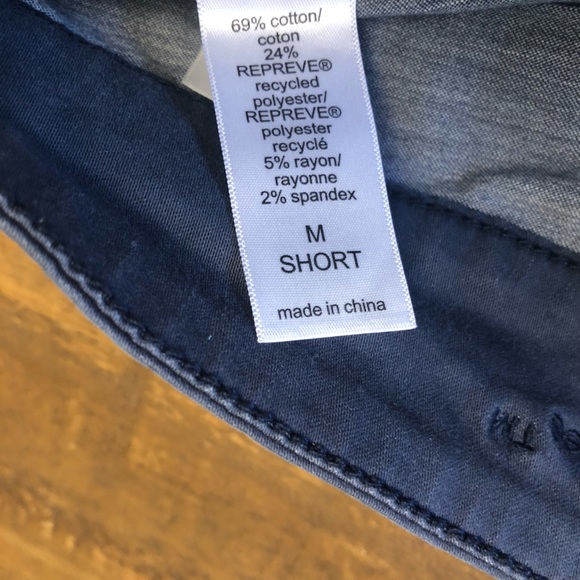 69% cotton/
coton
24%
REPREVE®
recycled
polyester/
REPREVE®
polyester
recyclé
5% rayon/
rayonne
2% spandex
M
SHORT
made in china
TM